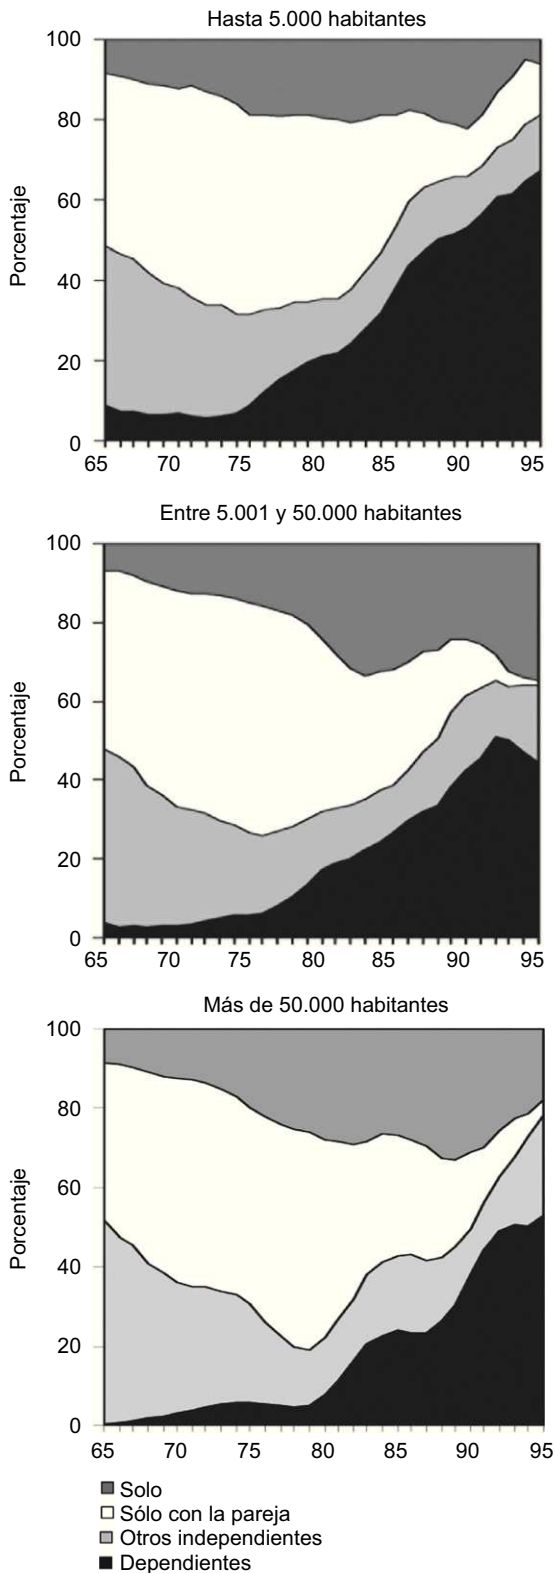 Hasta 5.000 habitantes
Porcentaje
100
80
60
40
20
0
65 70 75 80 85 90 95
Entre 5.001 y 50.000 habitantes
Porcentaje
100
80
60
40
20
0
65 70 75 80 85 90 95
Más de 50.000 habitantes
Porcentaje
100
80
60
40
20
0
65 70 75 80 85 90 95
Solo
Sólo con la pareja
Otros independientes
Dependientes